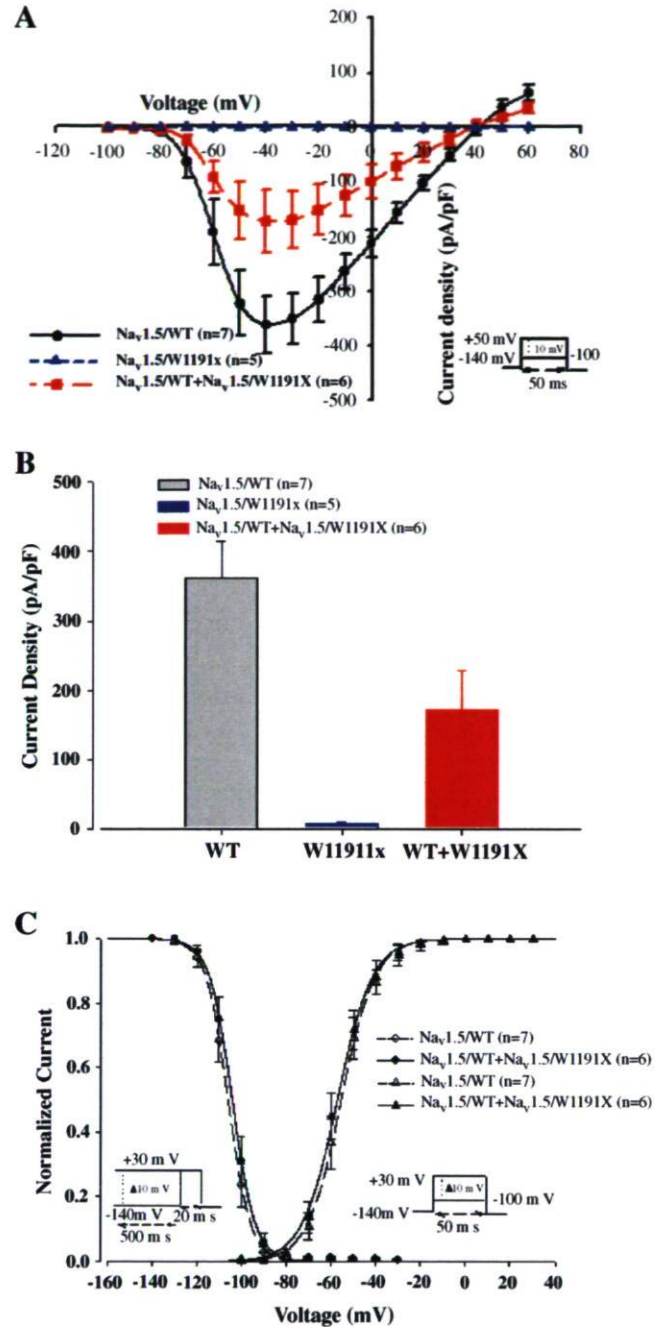 A
200
100
0
Voltage (mV)
-120 -100 -80 -60 -40 -20 0 20 40 60 80
-100
-200
-300
-400
-500
Current density (pA/pF)
Nav1.5/WT (n=7)
Nav1.5/W1191x (n=5)
Nav1.5/WT+Nav1.5/W1191X (n=6)
+50 mV
10 mV
-140 mV
-100
50 ms
B
500
400
300
200
100
0
Current Density (pA/pF)
Nav1.5/WT (n=7)
Nav1.5/W1191x (n=5)
Nav1.5/WT+Nav1.5/W1191X (n=6)
WT W11911x WT+W1191X
C
1.0
0.8
0.6
0.4
0.2
0.0
Normalized Current
Nav1.5/WT (n=7)
Nav1.5/WT+Nav1.5/W1191X (n=6)
Nav1.5/WT (n=7)
Nav1.5/WT+Nav1.5/W1191X (n=6)
+30 m V
▲10 m V
-140m V
20 m s
500 m s
+30 m V
▲10 m V
-100 m V
-140m V
50 m s
-160 -140 -120 -100 -80 -60 -40 -20 0 20 40
Voltage (mV)